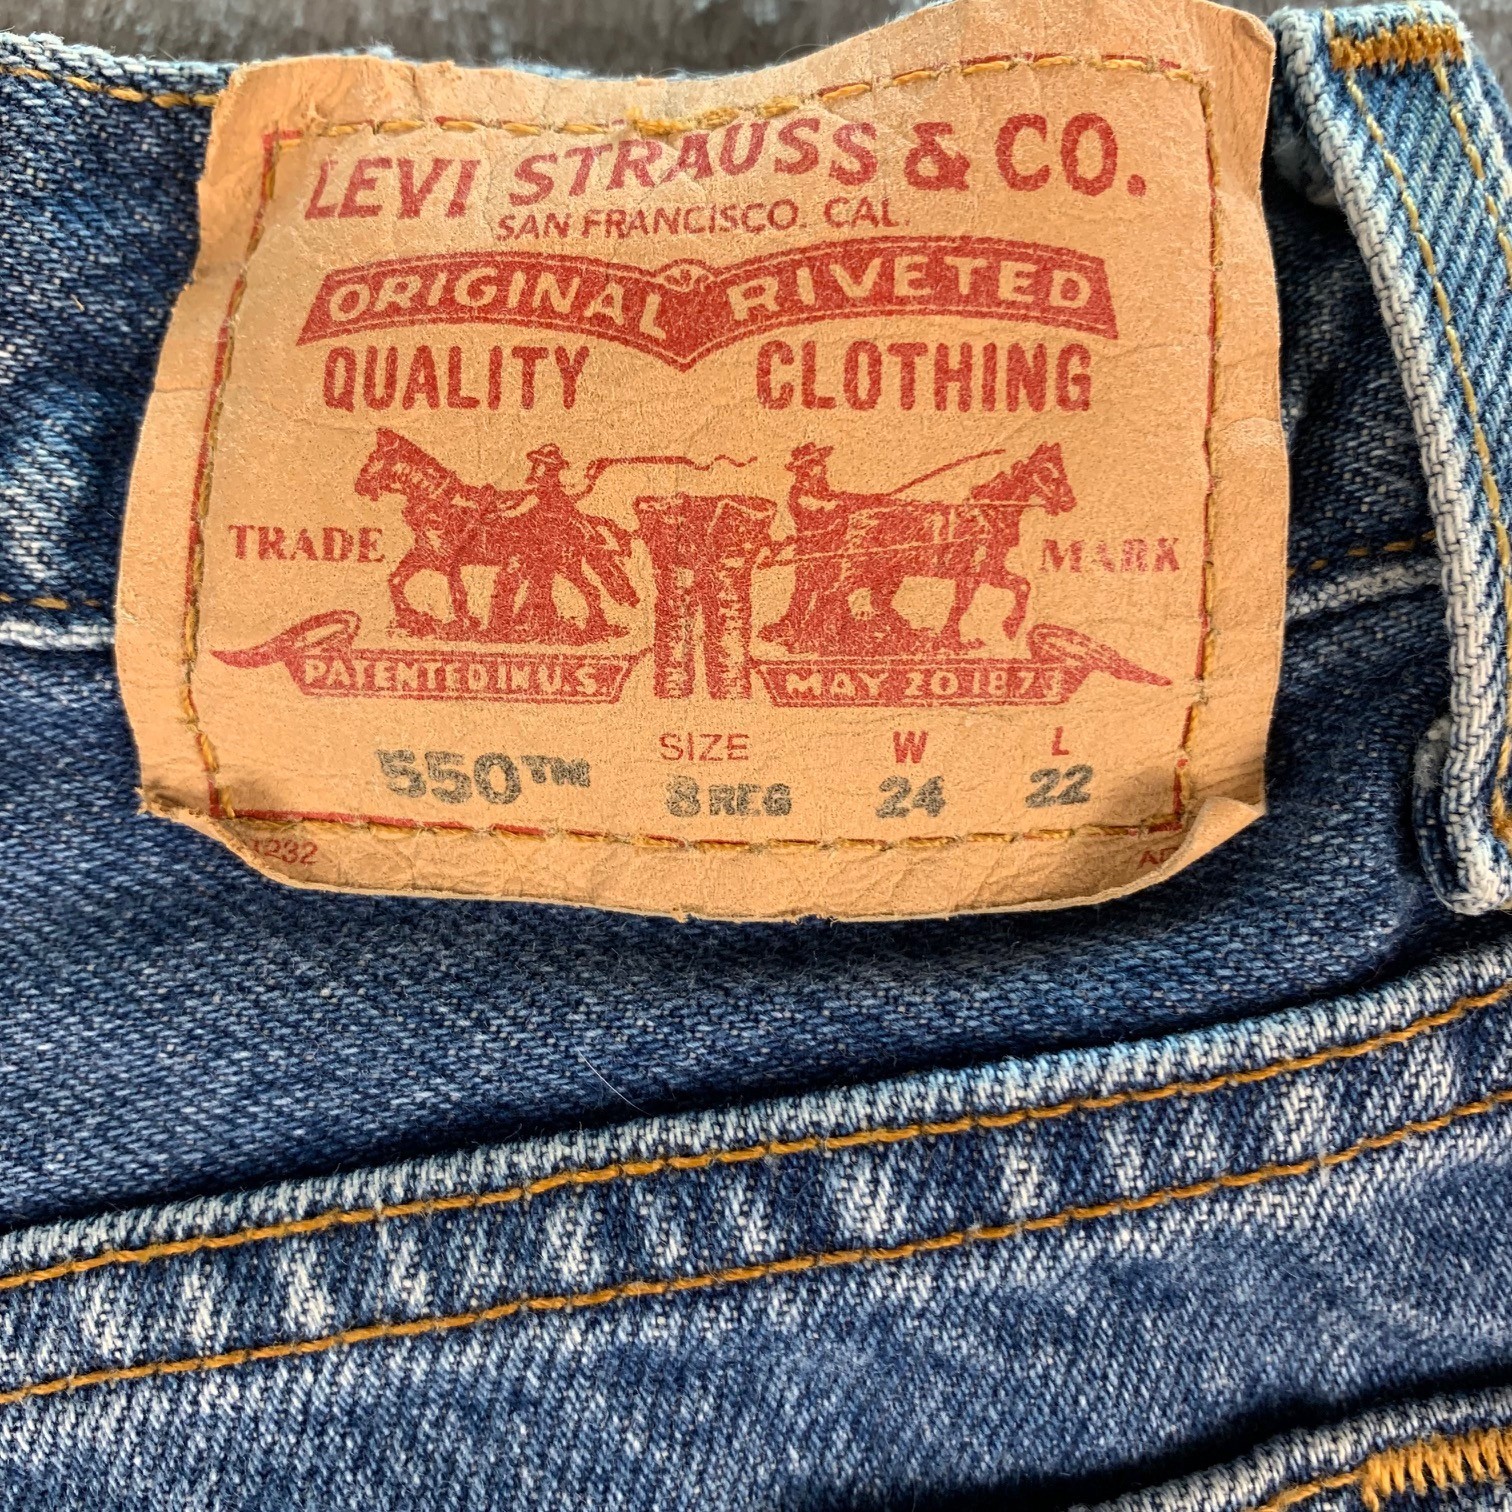 LEVI STRAUSS & CO.
SAN FRANCISCO. CAL.
ORIGINAL RIVETED
QUALITY CLOTHING
TRADE MARK
PATENTED IN U.S. MAY 20 1873
SIZE W L
550™ 8 REG 24 22